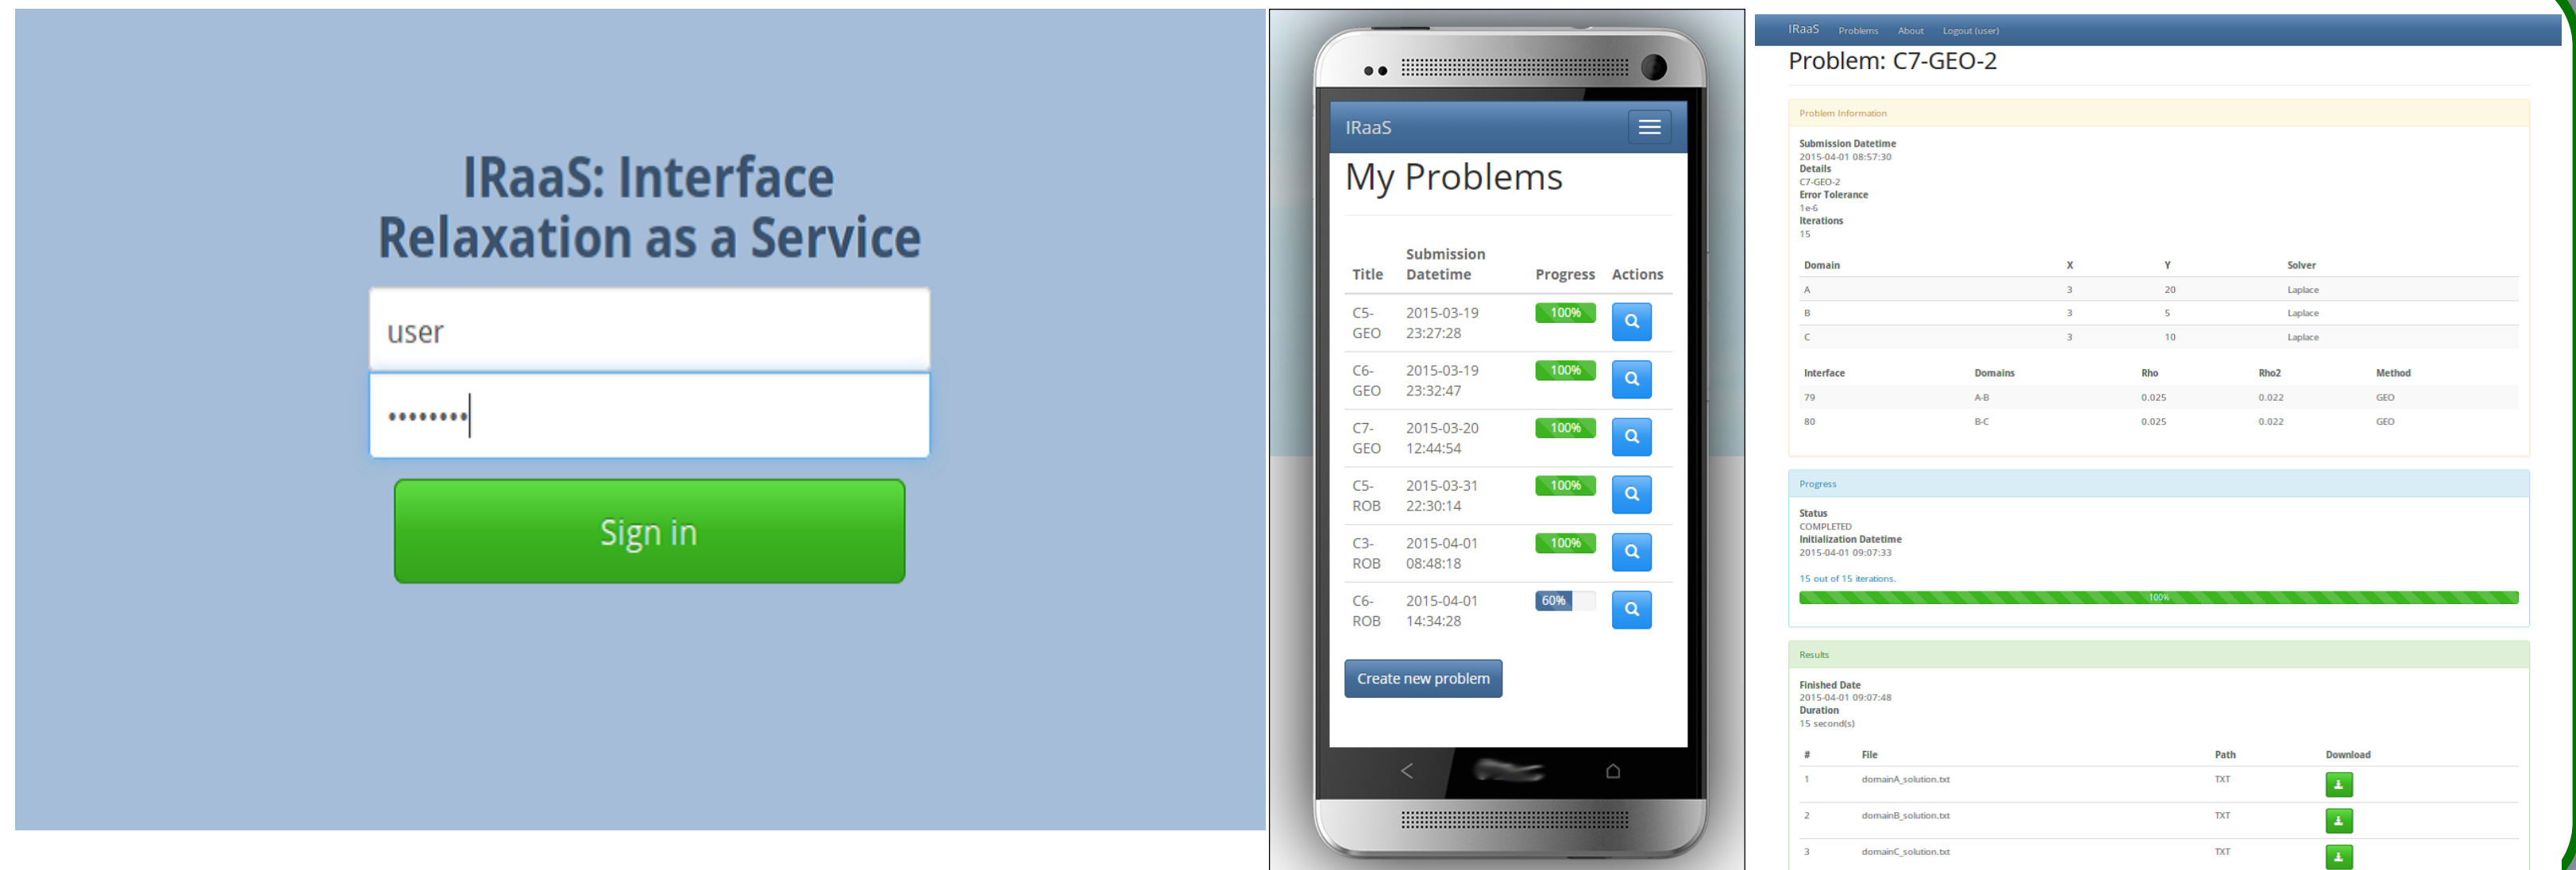 IRaaS: Interface
Relaxation as a Service
user
••••••••
Sign in
IRaaS
My Problems
Title Submission Datetime Progress Actions
C5-GEO 2015-03-19 23:27:28 100%
C6-GEO 2015-03-19 23:32:47 100%
C7-GEO 2015-03-20 12:44:54 100%
C5-ROB 2015-03-31 22:30:14 100%
C3-ROB 2015-04-01 08:48:18 100%
C6-ROB 2015-04-01 14:34:28 60%
Create new problem
IRaaS Problems About Logout (user)
Problem: C7-GEO-2
Problem Information
Submission Datetime
2015-04-01 08:57:30
Details
C7-GEO-2
Error Tolerance
1e-6
Iterations
15
Domain X Y Solver
A 3 20 Laplace
B 3 5 Laplace
C 3 10 Laplace
Interface Domains Rho Rho2 Method
79 A-B 0.025 0.022 GEO
80 B-C 0.025 0.022 GEO
Progress
Status
COMPLETED
Initialization Datetime
2015-04-01 09:07:33
15 out of 15 iterations.
100%
Results
Finished Date
2015-04-01 09:07:48
Duration
15 second(s)
# File Path Download
1 domainA_solution.txt TXT
2 domainB_solution.txt TXT
3 domainC_solution.txt TXT